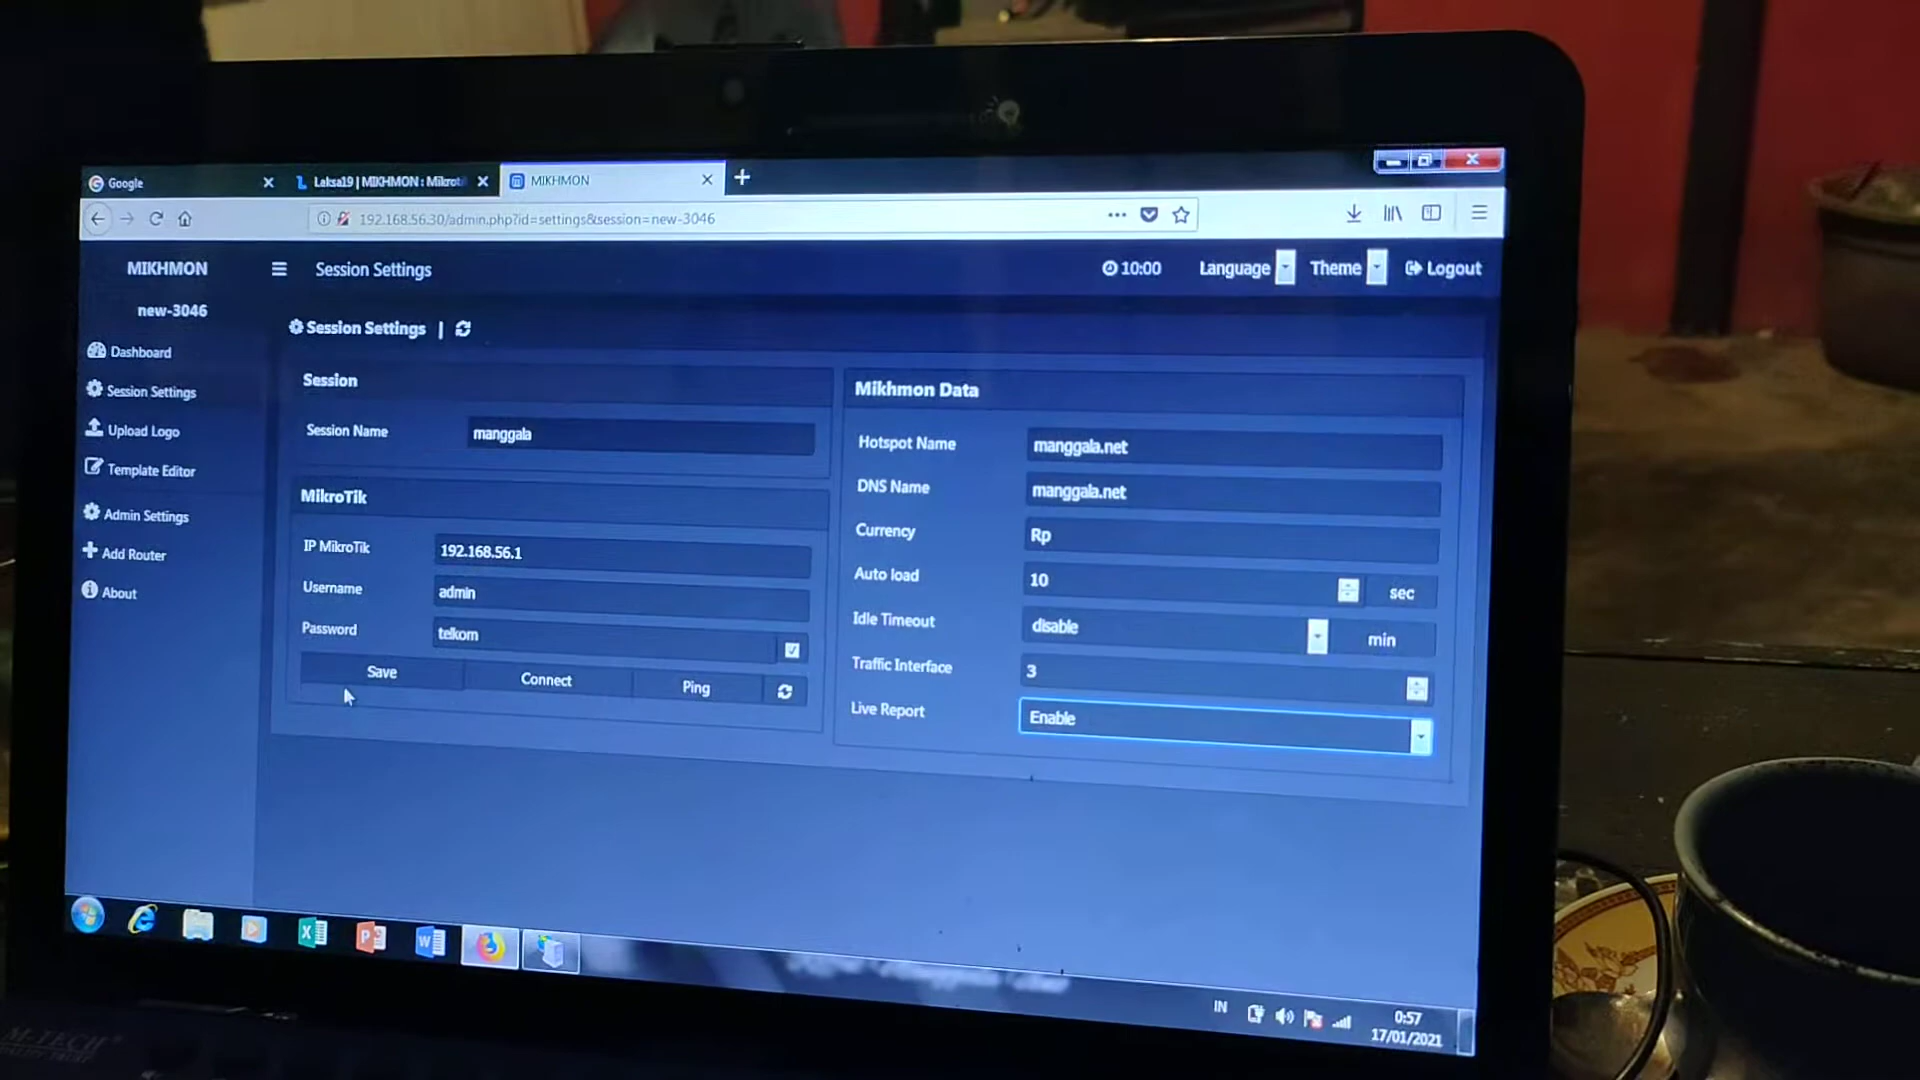 Google
Laksa19 | MIKHMON : Mikrot
MIKHMON
192.168.56.30/admin.php?id=settings&session=new-3046
MIKHMON
Session Settings
10:00
Language
Theme
Logout
new-3046
Dashboard
Session Settings
Upload Logo
Template Editor
Admin Settings
Add Router
About
Session Settings |
Session
Session Name
manggala
MikroTik
IP MikroTik
192.168.56.1
Username
admin
Password
telkom
Save
Connect
Ping
Mikhmon Data
Hotspot Name
manggala.net
DNS Name
manggala.net
Currency
Rp
Auto load
10
sec
Idle Timeout
disable
min
Traffic Interface
3
Live Report
Enable
IN
0:57
17/01/2021
M-TECH